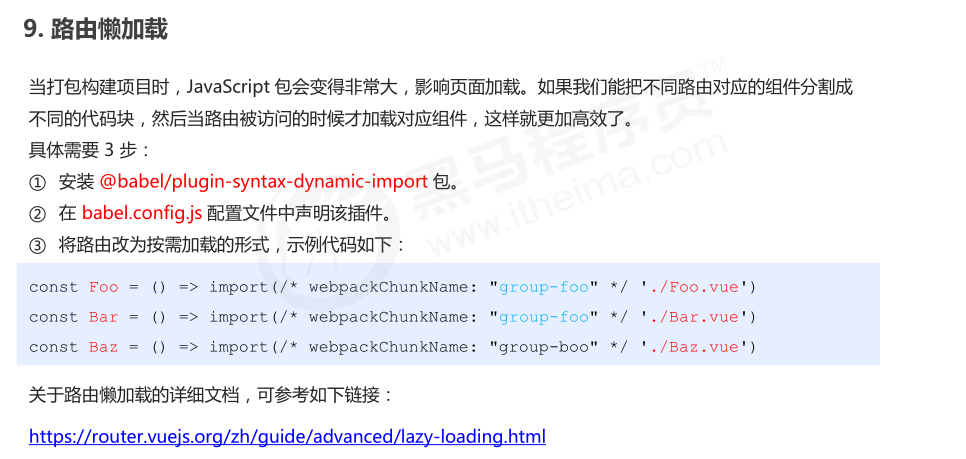 9. 路由懒加载
当打包构建项目时，JavaScript 包会变得非常大，影响页面加载。如果我们能把不同路由对应的组件分割成
不同的代码块，然后当路由被访问的时候才加载对应组件，这样就更加高效了。
具体需要 3 步：
① 安装 @babel/plugin-syntax-dynamic-import 包。
② 在 babel.config.js 配置文件中声明该插件。
③ 将路由改为按需加载的形式，示例代码如下：
const Foo = () => import(/* webpackChunkName: "group-foo" */ './Foo.vue')
const Bar = () => import(/* webpackChunkName: "group-foo" */ './Bar.vue')
const Baz = () => import(/* webpackChunkName: "group-boo" */ './Baz.vue')
关于路由懒加载的详细文档，可参考如下链接：
https://router.vuejs.org/zh/guide/advanced/lazy-loading.html
黑马程序员™
www.itheima.com